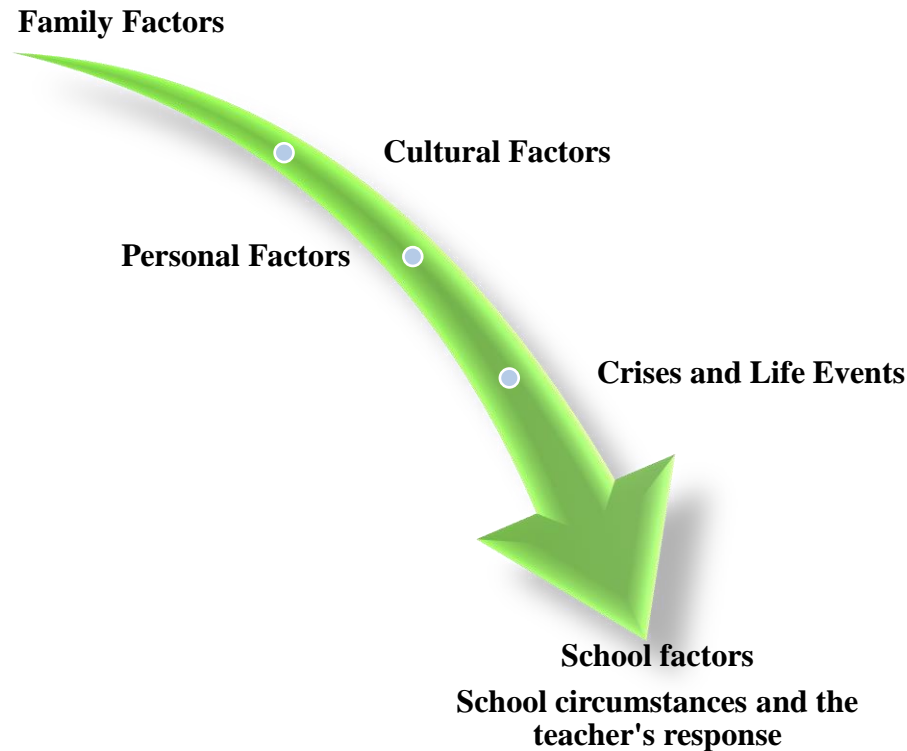 Family Factors
Cultural Factors
Personal Factors
Crises and Life Events
School factors
School circumstances and the
teacher's response